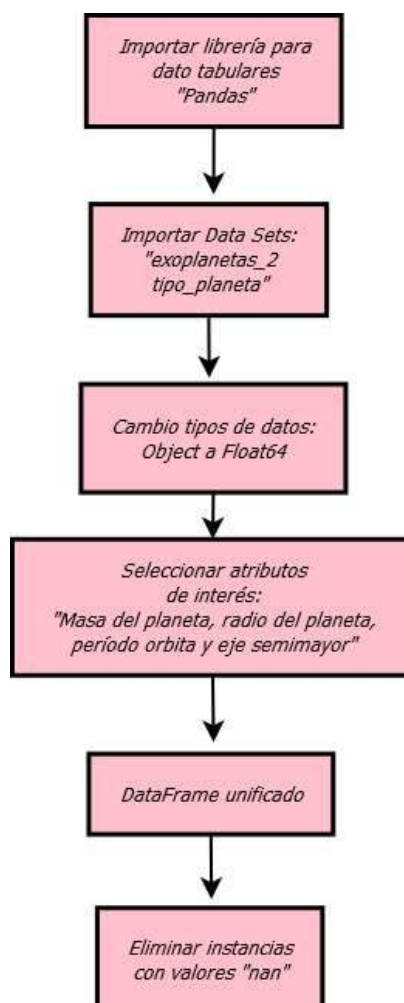 Importar librería para
dato tabulares
"Pandas"
Importar Data Sets:
"exoplanetas_2
tipo_planeta"
Cambio tipos de datos:
Object a Float64
Seleccionar atributos
de interés:
"Masa del planeta, radio del planeta,
período orbita y eje semimayor"
DataFrame unificado
Eliminar instancias
con valores "nan"